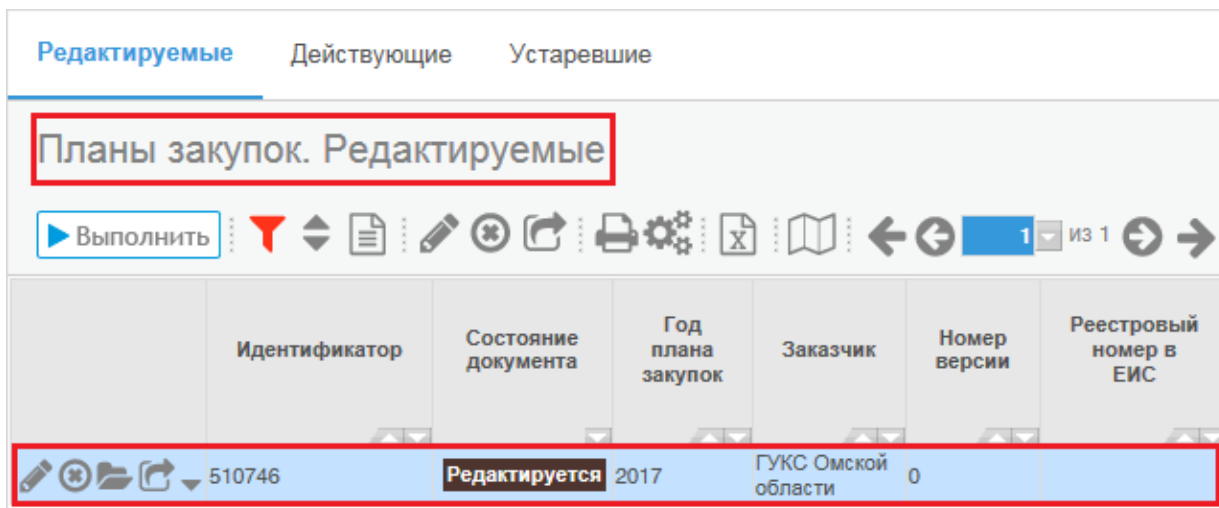 Редактируемые Действующие Устаревшие
Планы закупок. Редактируемые
Выполнить 1 из 1
Идентификатор
Состояние
документа
Год
плана
закупок
Заказчик
Номер
версии
Реестровый
номер в
ЕИС
510746 Редактируется 2017 ГУКС Омской
области 0